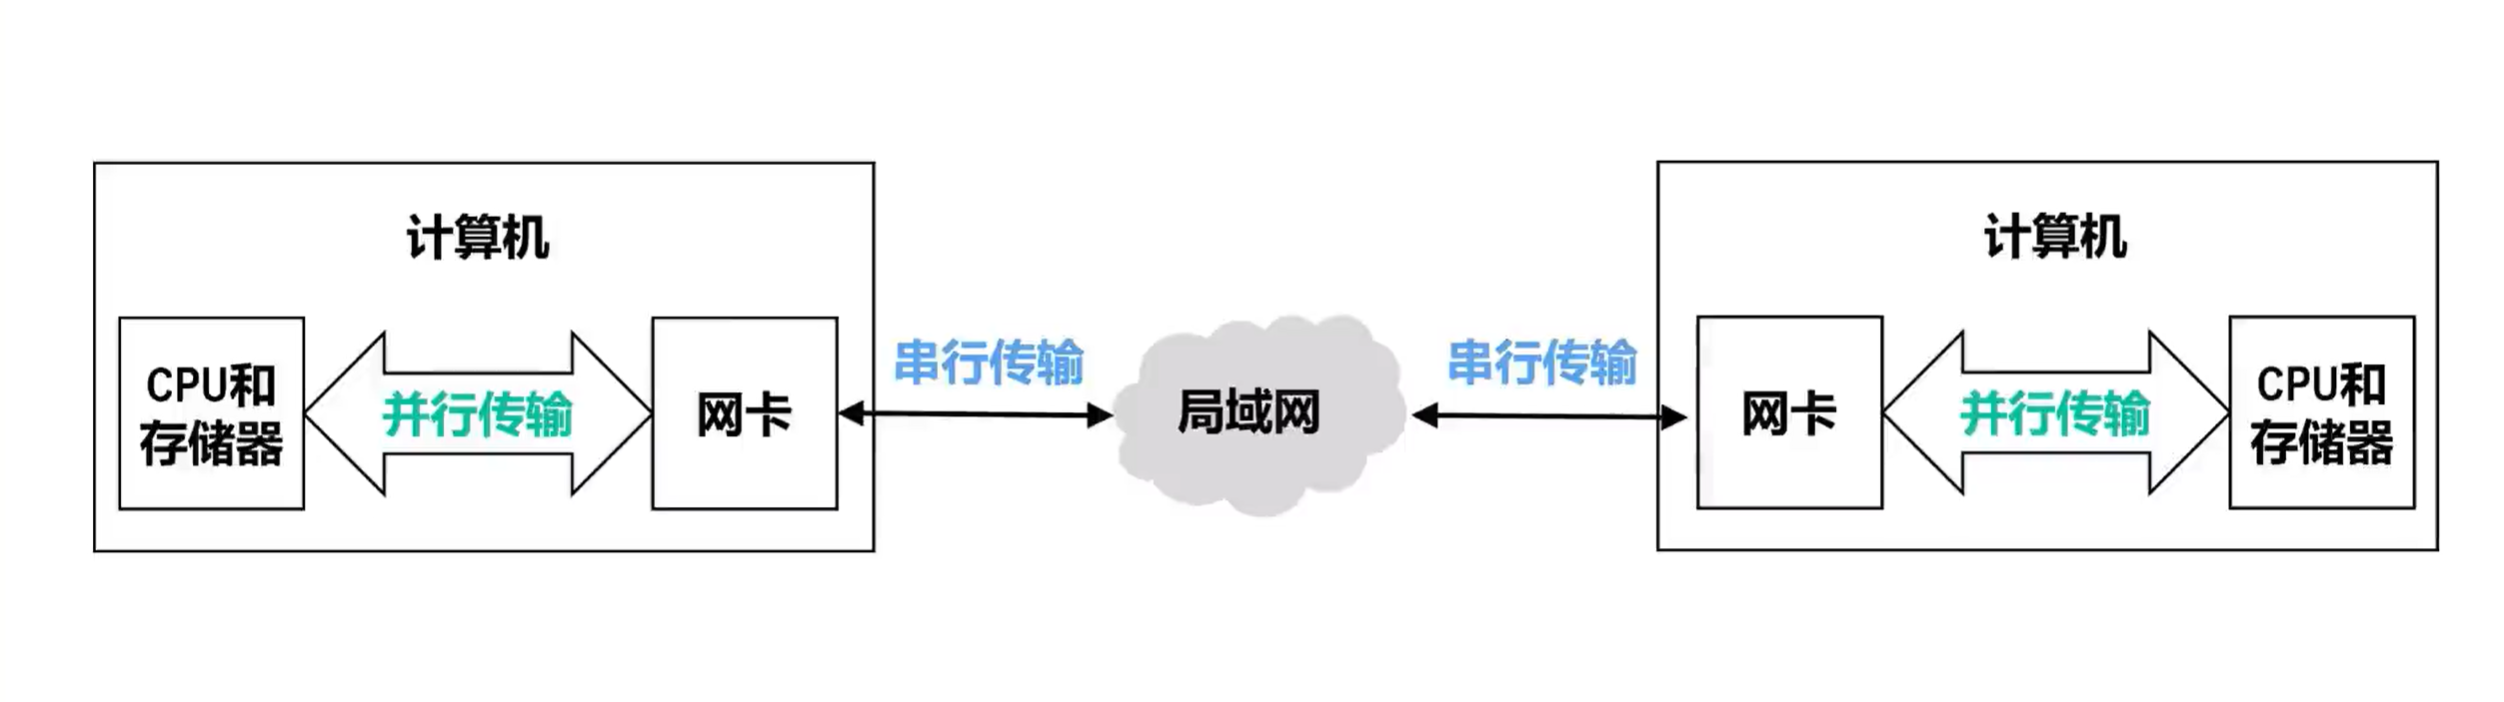 计算机
CPU和
存储器
并行传输
网卡
串行传输
局域网
串行传输
计算机
网卡
并行传输
CPU和
存储器